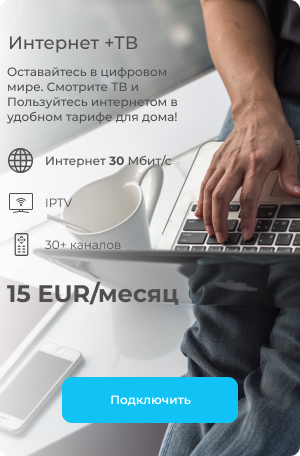 Интернет +ТВ
Оставайтесь в цифровом
мире. Смотрите ТВ и
Пользуйтесь интернетом в
удобном тарифе для дома!
Интернет 30 Мбит/с
IPTV
30+ каналов
15 EUR/месяц
Подключить